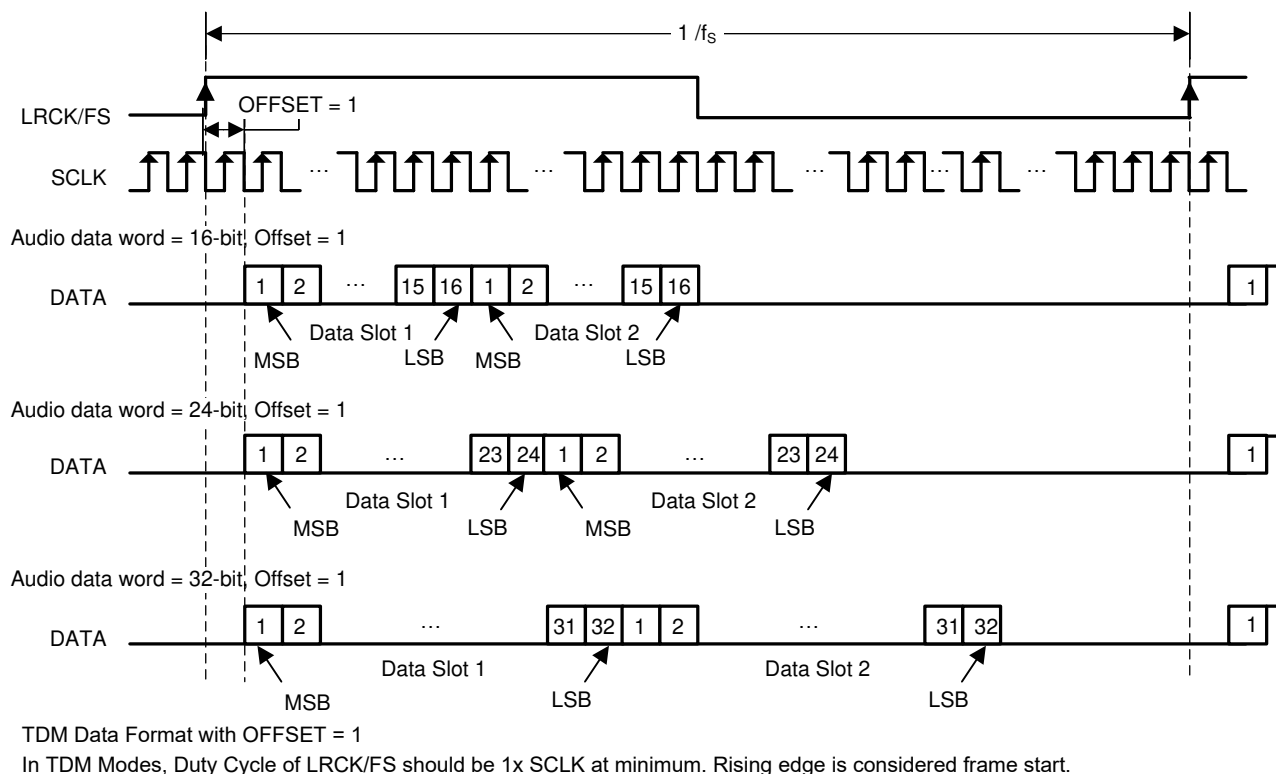 1 /fS
LRCK/FS
OFFSET = 1
SCLK
... ... ... ... ...
Audio data word = 16-bit, Offset = 1
DATA
1 2 ... 15 16 1 2 ... 15 16 1
Data Slot 1 Data Slot 2
MSB LSB MSB LSB
Audio data word = 24-bit, Offset = 1
DATA
1 2 ... 23 24 1 2 ... 23 24 1
Data Slot 1 Data Slot 2
MSB LSB MSB LSB
Audio data word = 32-bit, Offset = 1
DATA
1 2 ... 31 32 1 2 ... 31 32 1
Data Slot 1 Data Slot 2
MSB LSB LSB
TDM Data Format with OFFSET = 1
In TDM Modes, Duty Cycle of LRCK/FS should be 1x SCLK at minimum. Rising edge is considered frame start.